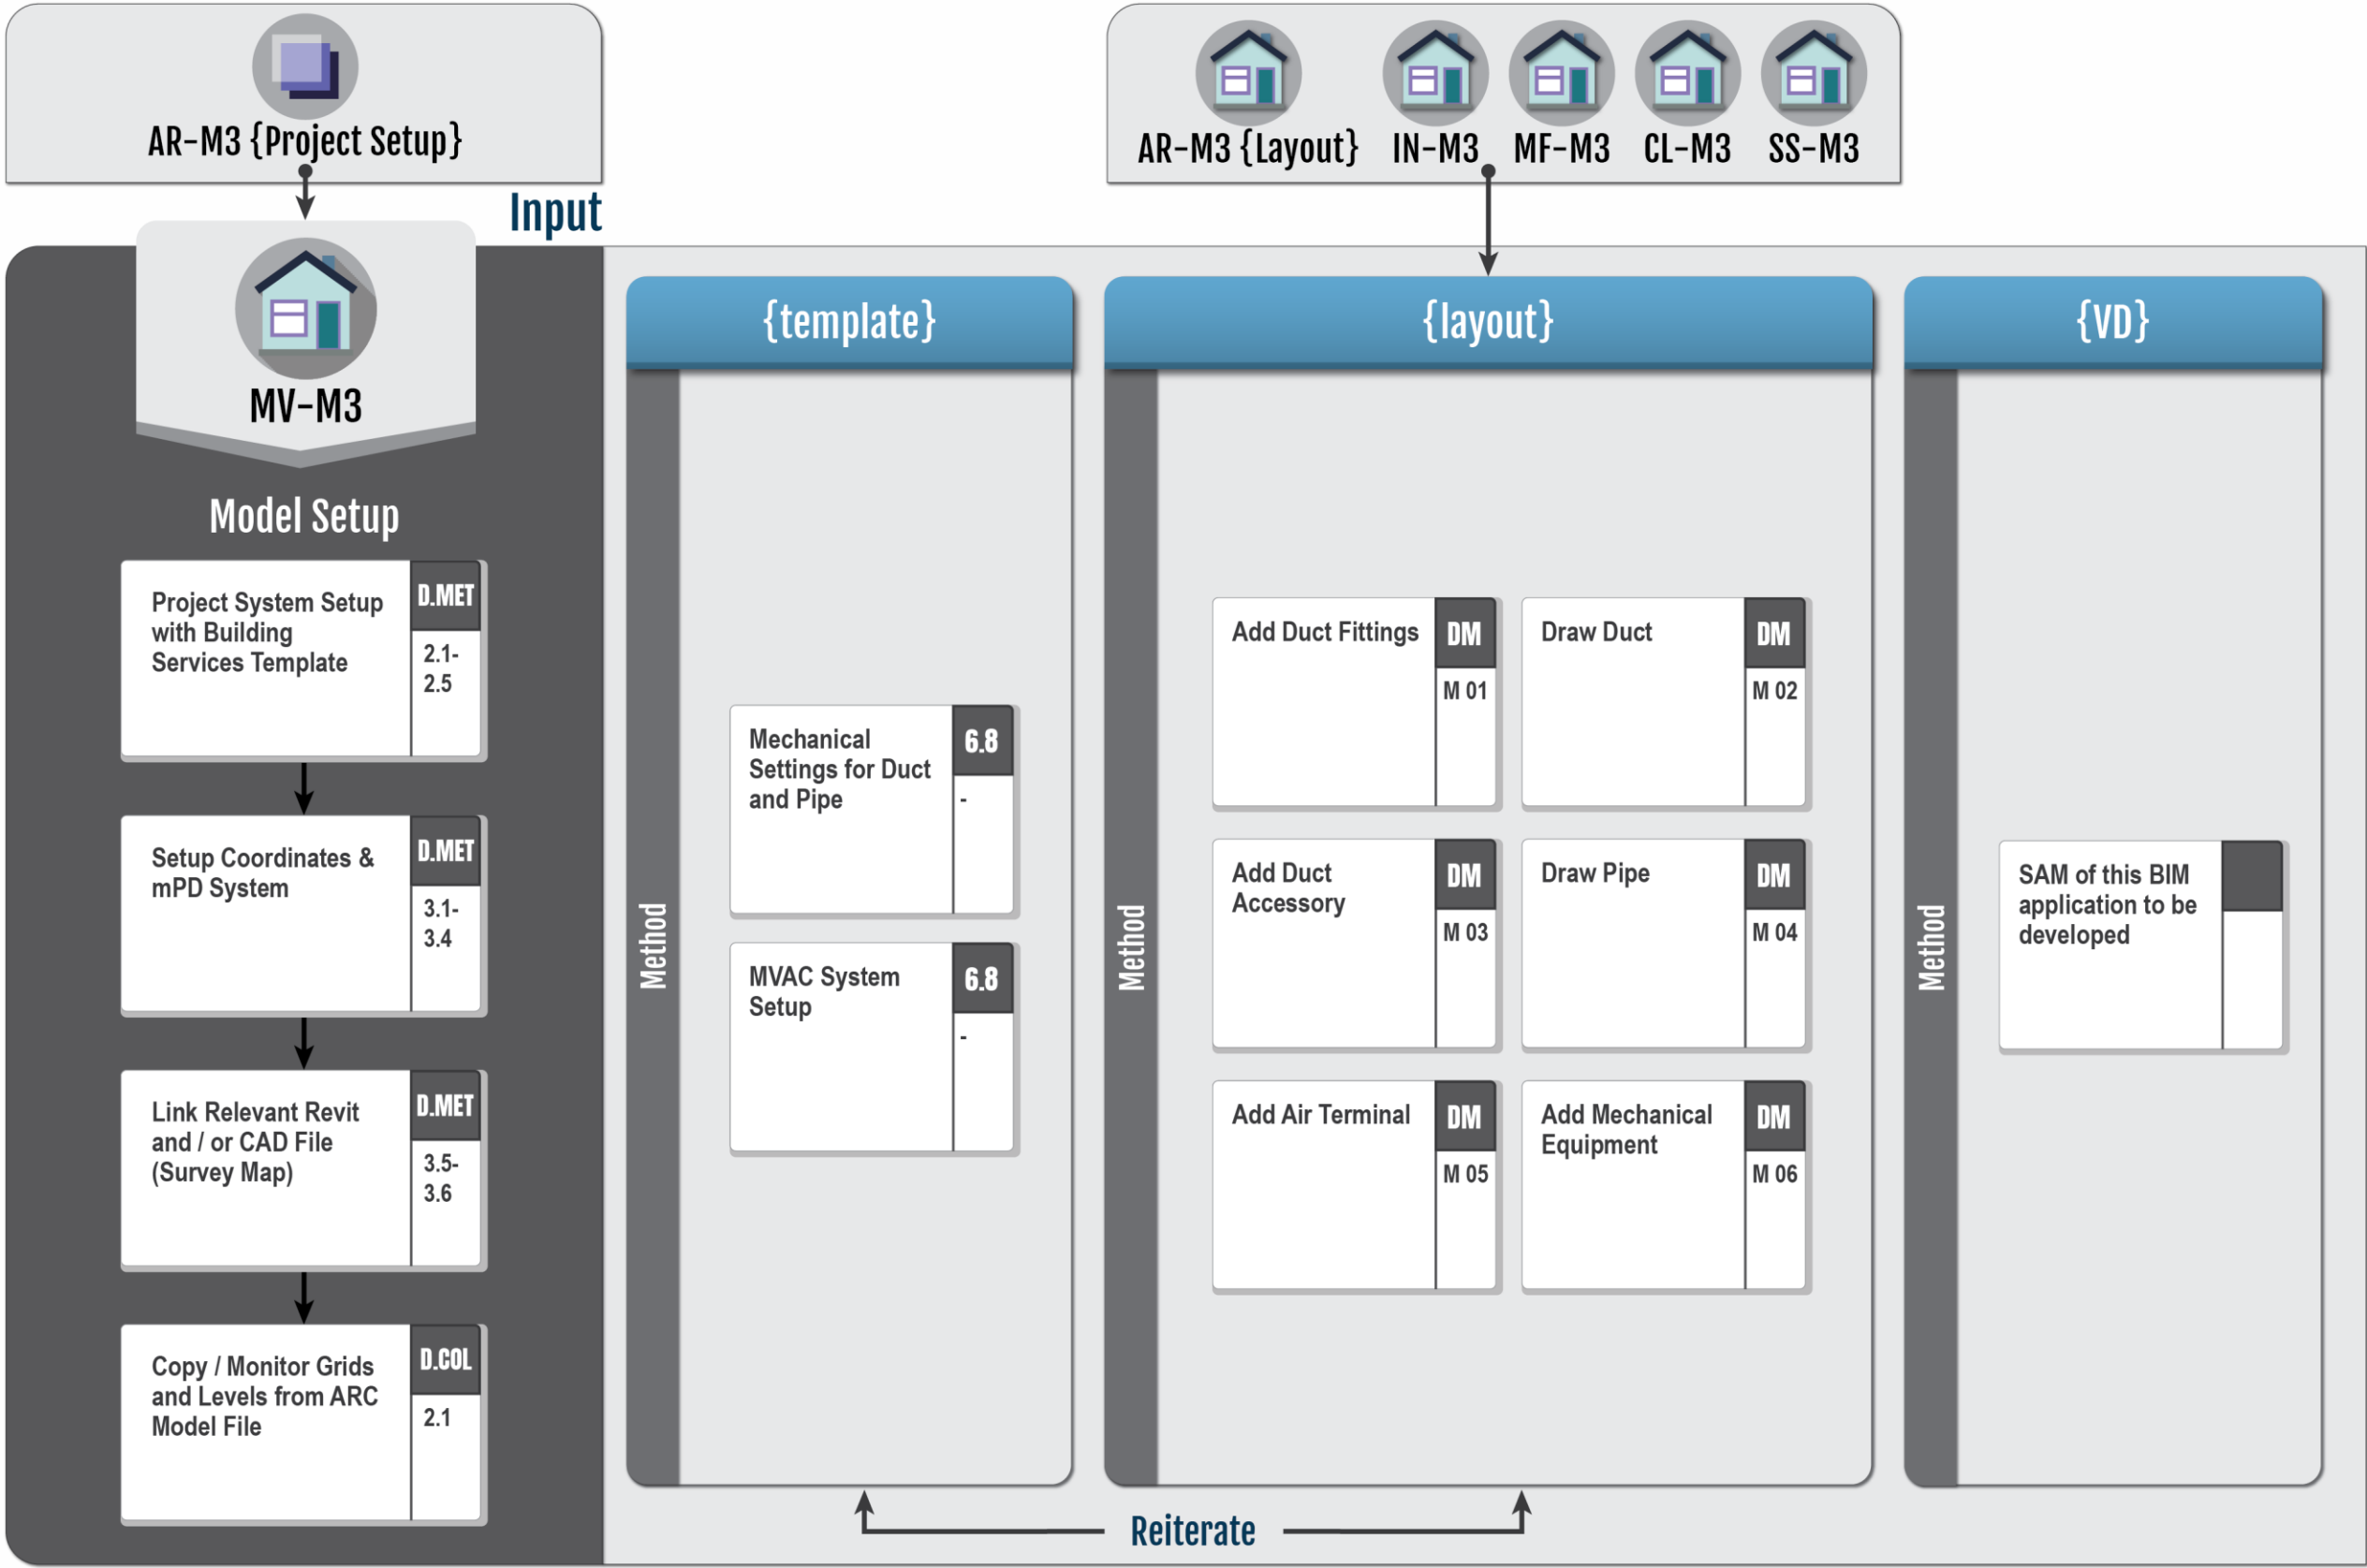 AR-M3 {Project Setup}
AR-M3 {Layout}
IN-M3
MF-M3
CL-M3
SS-M3
Input
MV-M3
Model Setup
Project System Setup
with Building
Services Template
D.MET
2.1-
2.5
Setup Coordinates &
mPD System
D.MET
3.1-
3.4
Link Relevant Revit
and / or CAD File
(Survey Map)
D.MET
3.5-
3.6
Copy / Monitor Grids
and Levels from ARC
Model File
D.COL
2.1
{template}
Method
Mechanical
Settings for Duct
and Pipe
6.8
-
MVAC System
Setup
6.8
-
{layout}
Method
Add Duct Fittings
DM
M 01
Draw Duct
DM
M 02
Add Duct
Accessory
DM
M 03
Draw Pipe
DM
M 04
Add Air Terminal
DM
M 05
Add Mechanical
Equipment
DM
M 06
{VD}
Method
SAM of this BIM
application to be
developed
Reiterate